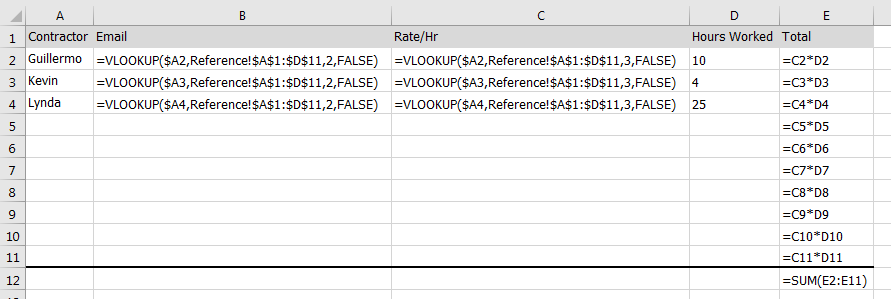 A B C D E
1 Contractor Email Rate/Hr Hours Worked Total
2 Guillermo =VLOOKUP($A2,Reference!$A$1:$D$11,2,FALSE) =VLOOKUP($A2,Reference!$A$1:$D$11,3,FALSE) 10 =C2*D2
3 Kevin =VLOOKUP($A3,Reference!$A$1:$D$11,2,FALSE) =VLOOKUP($A3,Reference!$A$1:$D$11,3,FALSE) 4 =C3*D3
4 Lynda =VLOOKUP($A4,Reference!$A$1:$D$11,2,FALSE) =VLOOKUP($A4,Reference!$A$1:$D$11,3,FALSE) 25 =C4*D4
5 =C5*D5
6 =C6*D6
7 =C7*D7
8 =C8*D8
9 =C9*D9
10 =C10*D10
11 =C11*D11
12 =SUM(E2:E11)